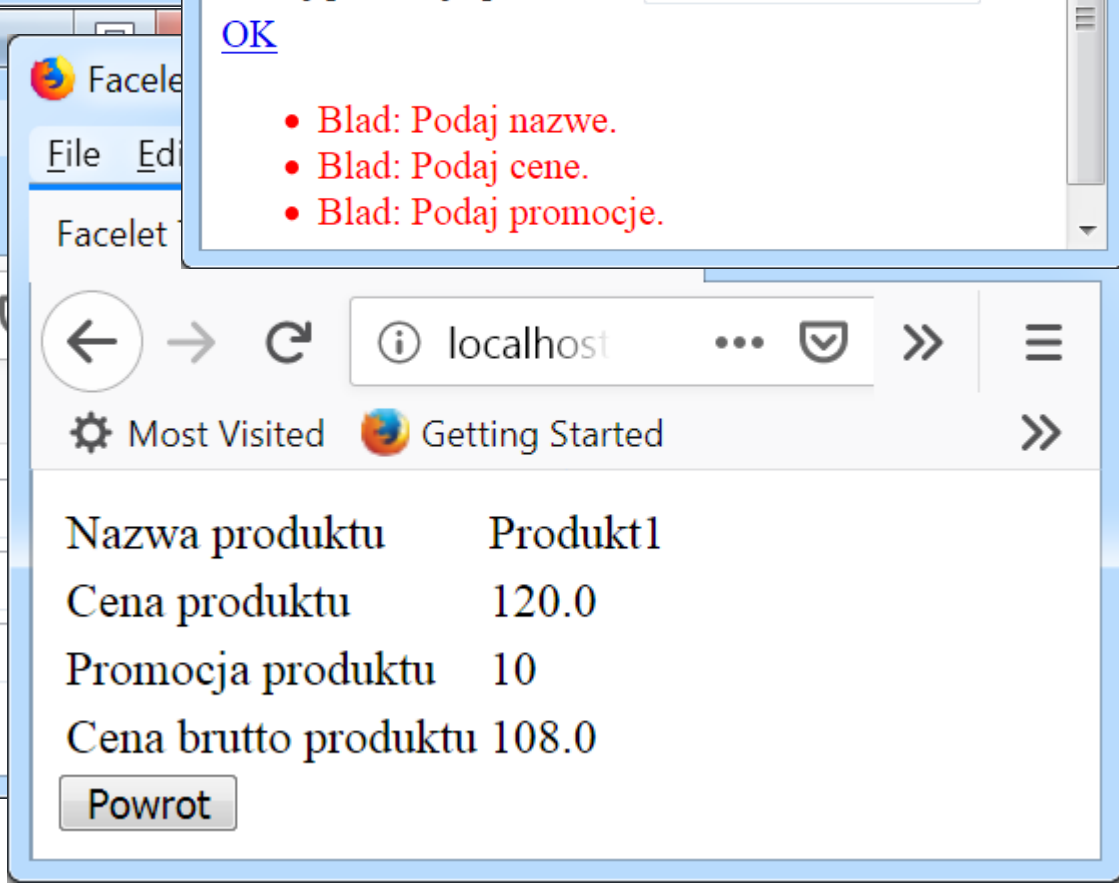 OK
Blad: Podaj nazwe.
Blad: Podaj cene.
Blad: Podaj promocje.
File
Facelet
localhost
Most Visited Getting Started
Nazwa produktu Produkt1
Cena produktu 120.0
Promocja produktu 10
Cena brutto produktu 108.0
Powrot